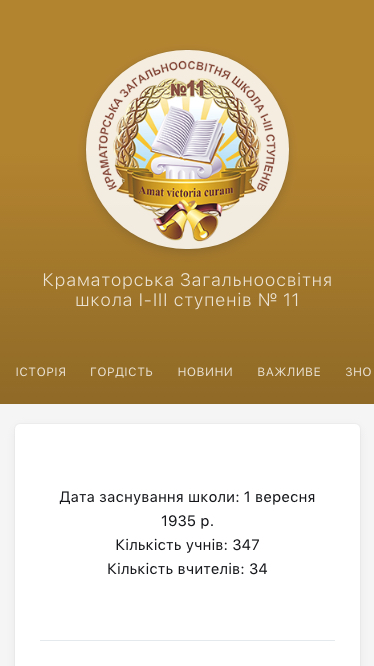 КРАМАТОРСЬКА ЗАГАЛЬНООСВІТНЯ ШКОЛА І-ІІІ СТУПЕНІВ
№11
Amat victoria curam
Краматорська Загальноосвітня
школа І-ІІІ ступенів № 11
ІСТОРІЯ ГОРДІСТЬ НОВИНИ ВАЖЛИВЕ ЗНО
Дата заснування школи: 1 вересня
1935 р.
Кількість учнів: 347
Кількість вчителів: 34